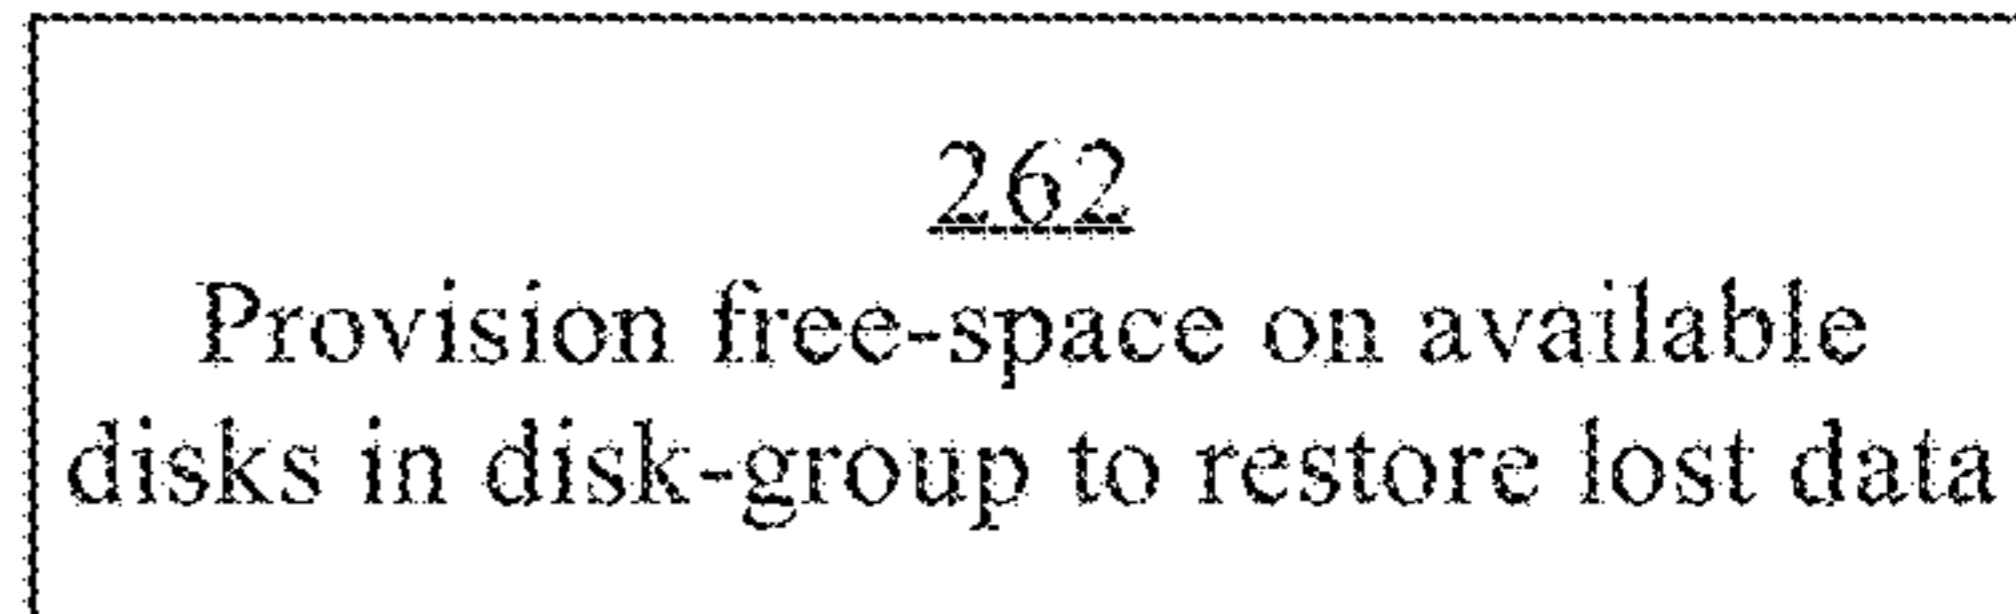 262
Provision free-space on available
disks in disk-group to restore lost data